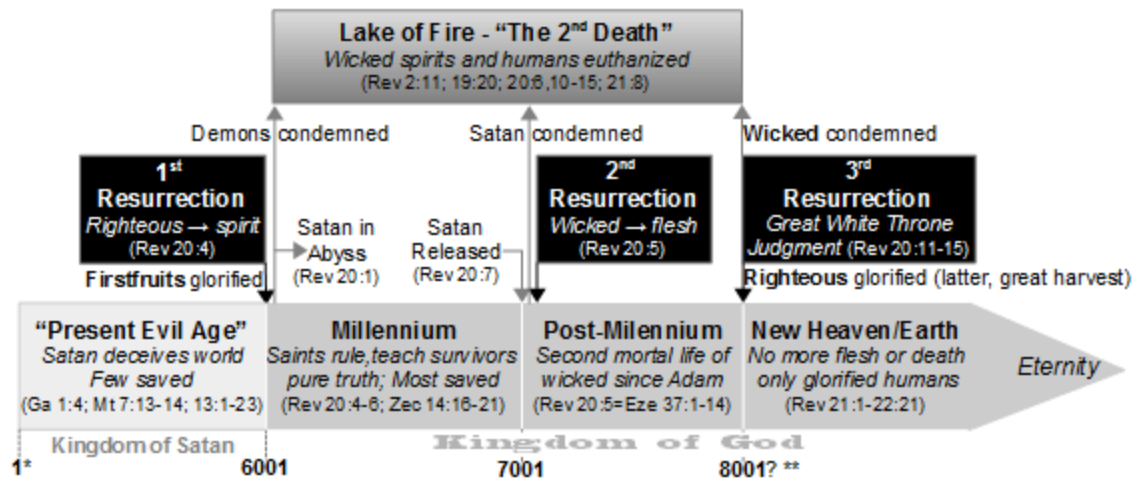 Lake of Fire - “The 2nd Death”
Wicked spirits and humans euthanized
(Rev 2:11; 19:20; 20:6,10-15; 21:8)
Demons condemned
Satan condemned
Wicked condemned
1st
Resurrection
Righteous → spirit
(Rev 20:4)
Firstfruits glorified
Satan in
Abyss
(Rev 20:1)
Satan
Released
(Rev 20:7)
2nd
Resurrection
Wicked → flesh
(Rev 20:5)
3rd
Resurrection
Great White Throne
Judgment (Rev 20:11-15)
Righteous glorified (latter, great harvest)
“Present Evil Age”
Satan deceives world
Few saved
(Ga 1:4; Mt 7:13-14; 13:1-23)
Millennium
Saints rule,teach survivors
pure truth; Most saved
(Rev 20:4-6; Zec 14:16-21)
Post-Milennium
Second mortal life of
wicked since Adam
(Rev 20:5=Eze 37:1-14)
New Heaven/Earth
No more flesh or death
only glorified humans
(Rev 21:1-22:21)
Eternity
Kingdom of Satan
Kingdom of God
1*
6001
7001
8001? **